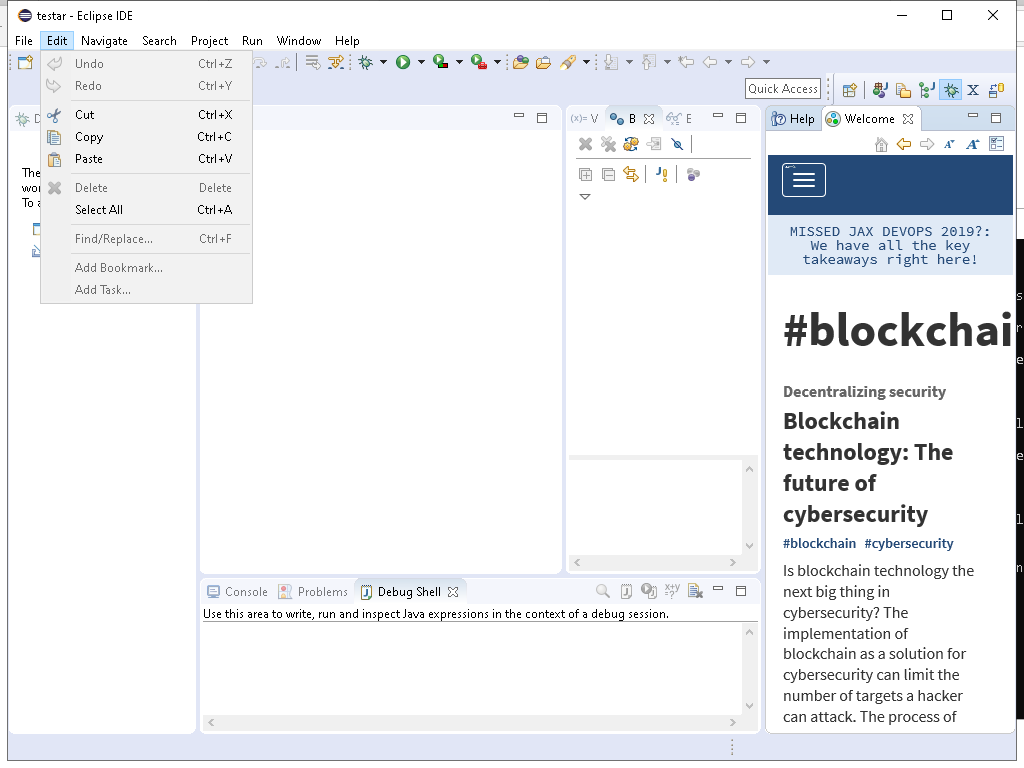 testar - Eclipse IDE
File Edit Navigate Search Project Run Window Help
Undo Ctrl+Z
Redo Ctrl+Y
Cut Ctrl+X
Copy Ctrl+C
Paste Ctrl+V
Delete Delete
Select All Ctrl+A
Find/Replace... Ctrl+F
Add Bookmark...
Add Task...
Quick Access
D
The
wor
To a
(x)= V
B
E
Help
Welcome
MISSED JAX DEVOPS 2019?:
We have all the key
takeaways right here!
#blockchai
Decentralizing security
Blockchain
technology: The
future of
cybersecurity
#blockchain #cybersecurity
Is blockchain technology the
next big thing in
cybersecurity? The
implementation of
blockchain as a solution for
cybersecurity can limit the
number of targets a hacker
can attack. The process of
Console Problems Debug Shell
Use this area to write, run and inspect Java expressions in the context of a debug session.